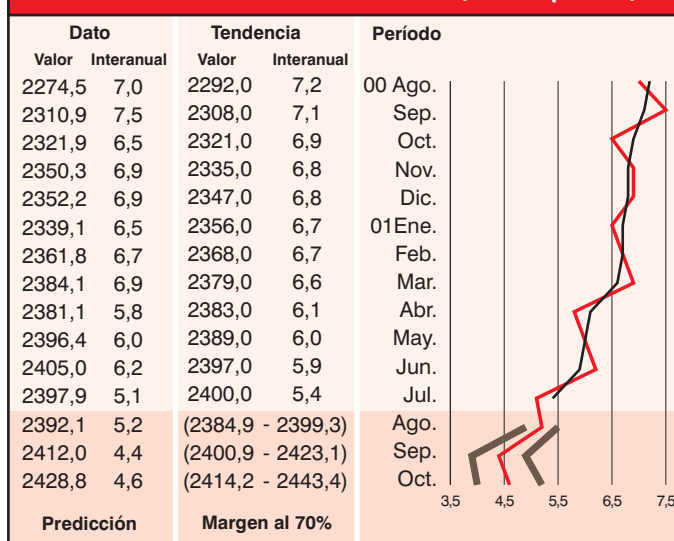 Dato Tendencia Período
Valor Interanual Valor Interanual
2274,5 7,0 2292,0 7,2 00 Ago.
2310,9 7,5 2308,0 7,1 Sep.
2321,9 6,5 2321,0 6,9 Oct.
2350,3 6,9 2335,0 6,8 Nov.
2352,2 6,9 2347,0 6,8 Dic.
2339,1 6,5 2356,0 6,7 01Ene.
2361,8 6,7 2368,0 6,7 Feb.
2384,1 6,9 2379,0 6,6 Mar.
2381,1 5,8 2383,0 6,1 Abr.
2396,4 6,0 2389,0 6,0 May.
2405,0 6,2 2397,0 5,9 Jun.
2397,9 5,1 2400,0 5,4 Jul.
2392,1 5,2 (2384,9 - 2399,3) Ago.
2412,0 4,4 (2400,9 - 2423,1) Sep.
2428,8 4,6 (2414,2 - 2443,4) Oct.
3,5 4,5 5,5 6,5 7,5
Predicción Margen al 70%